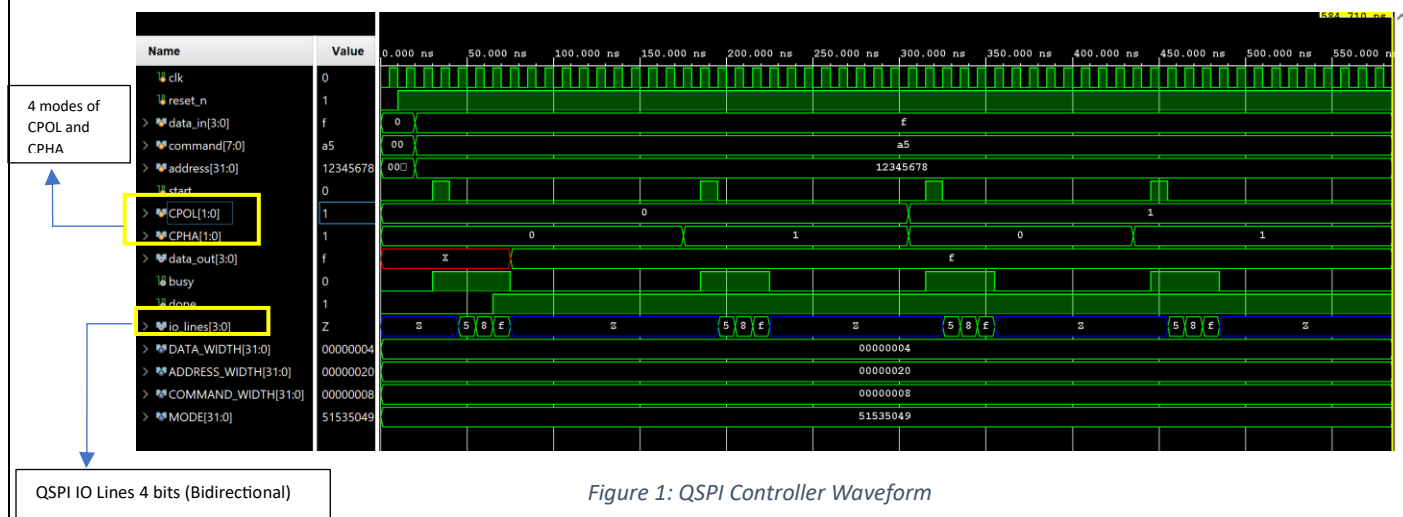 584.710 ns
Name Value 0.000 ns 50.000 ns 100.000 ns 150.000 ns 200.000 ns 250.000 ns 300.000 ns 350.000 ns 400.000 ns 450.000 ns 500.000 ns 550.000 n
clk 0
reset_n 1
data_in[3:0] f 0 f
command[7:0] a5 00 a5
address[31:0] 12345678 00 12345678
start 0
CPOL[1:0] 1 0 1
CPHA[1:0] 1 0 1 0 1
data_out[3:0] f X f
busy 0
done 1
io_lines[3:0] Z Z 5 8 f Z 5 8 f Z 5 8 f Z 5 8 f Z
DATA_WIDTH[31:0] 00000004 00000004
ADDRESS_WIDTH[31:0] 00000020 00000020
COMMAND_WIDTH[31:0] 00000008 00000008
MODE[31:0] 51535049 51535049
4 modes of
CPOL and
CPHA
QSPI IO Lines 4 bits (Bidirectional)
Figure 1: QSPI Controller Waveform